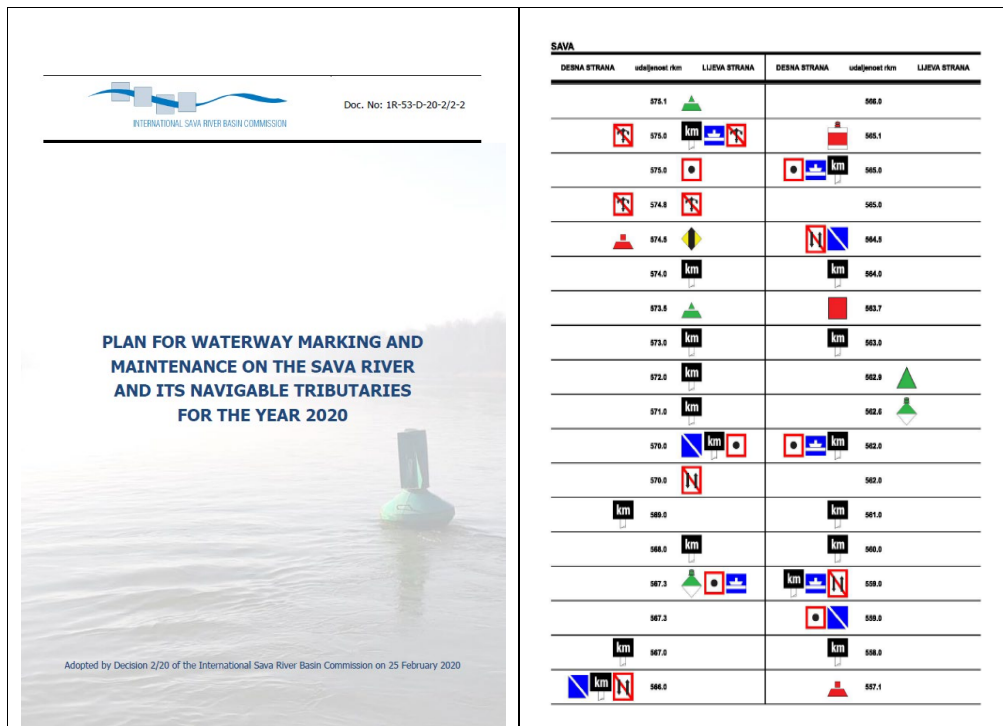 INTERNATIONAL SAVA RIVER BASIN COMMISSION
Doc. No: 1R-53-D-20-2/2-2
PLAN FOR WATERWAY MARKING AND
MAINTENANCE ON THE SAVA RIVER
AND ITS NAVIGABLE TRIBUTARIES
FOR THE YEAR 2020
Adopted by Decision 2/20 of the International Sava River Basin Commission on 25 February 2020
SAVA
DESNA STRANA udaljenost rkm LIJEVA STRANA DESNA STRANA udaljenost rkm LIJEVA STRANA
575.1 566.0
575.0 km 565.1
575.0 km 565.0
574.8 565.0
574.5 564.5
574.0 km km 564.0
573.5 563.7
573.0 km km 563.0
572.0 km 562.9
571.0 km 562.6
570.0 km km 562.0
570.0 562.0
km 569.0 km 561.0
568.0 km km 560.0
567.3 km 559.0
567.3 559.0
km 567.0 km 558.0
km 566.0 557.1